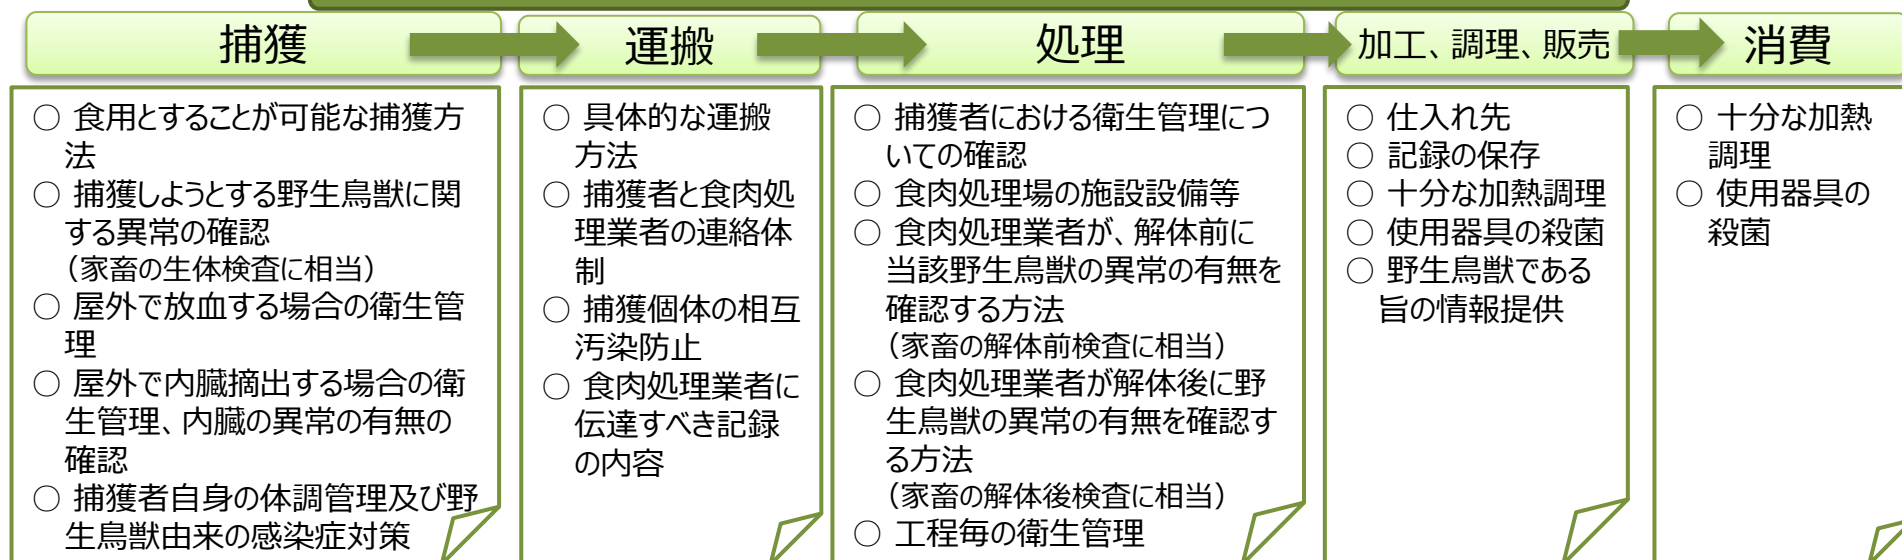 捕獲
運搬
処理
加工、調理、販売
消費
○ 食用とすることが可能な捕獲方
法
○ 捕獲しようとする野生鳥獣に関
する異常の確認
（家畜の生体検査に相当）
○ 屋外で放血する場合の衛生管
理
○ 屋外で内臓摘出する場合の衛
生管理、内臓の異常の有無の
確認
○ 捕獲者自身の体調管理及び野
生鳥獣由来の感染症対策
○ 具体的な運搬
方法
○ 捕獲者と食肉処
理業者の連絡体
制
○ 捕獲個体の相互
汚染防止
○ 食肉処理業者に
伝達すべき記録
の内容
○ 捕獲者における衛生管理につ
いての確認
○ 食肉処理場の施設設備等
○ 食肉処理業者が、解体前に
当該野生鳥獣の異常の有無を
確認する方法
（家畜の解体前検査に相当）
○ 食肉処理業者が解体後に野
生鳥獣の異常の有無を確認す
る方法
（家畜の解体後検査に相当）
○ 工程毎の衛生管理
○ 仕入れ先
○ 記録の保存
○ 十分な加熱調理
○ 使用器具の殺菌
○ 野生鳥獣である
旨の情報提供
○ 十分な加熱
調理
○ 使用器具の
殺菌